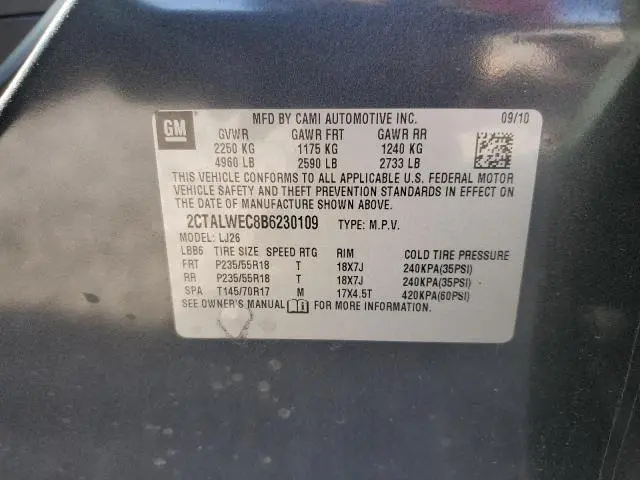 GM
MFD BY CAMI AUTOMOTIVE INC. 09/10
GVWR GAWR FRT GAWR RR
2250 KG 1175 KG 1240 KG
4960 LB 2590 LB 2733 LB
THIS VEHICLE CONFORMS TO ALL APPLICABLE U.S. FEDERAL MOTOR
VEHICLE SAFETY AND THEFT PREVENTION STANDARDS IN EFFECT ON
THE DATE OF MANUFACTURE SHOWN ABOVE.
2CTALWEC8B6230109 TYPE: M.P.V.
MODEL: LJ26
LBB6 TIRE SIZE SPEED RTG RIM COLD TIRE PRESSURE
FRT P235/55R18 T 18X7J 240KPA(35PSI)
RR P235/55R18 T 18X7J 240KPA(35PSI)
SPA T145/70R17 M 17X4.5T 420KPA(60PSI)
SEE OWNER'S MANUAL FOR MORE INFORMATION.